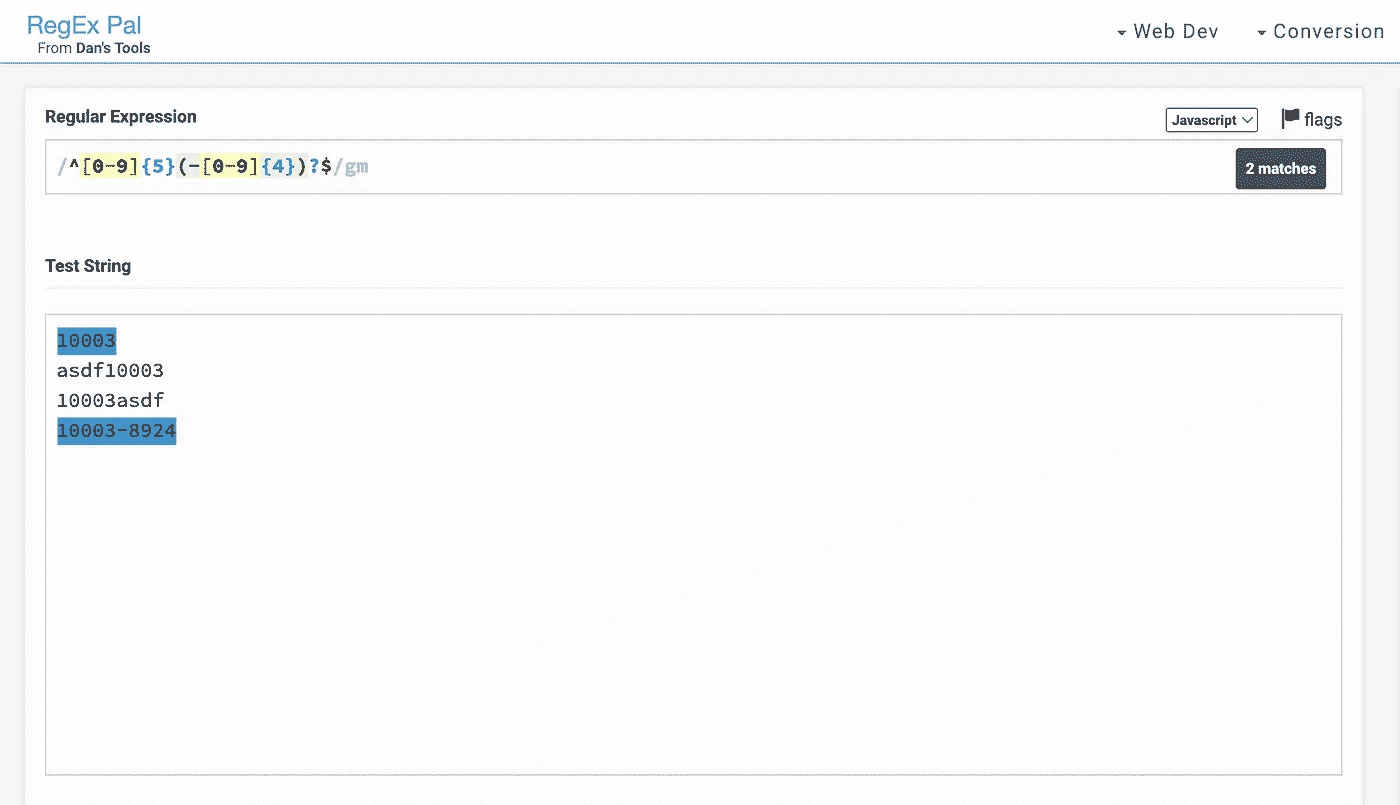 RegEx Pal
From Dan's Tools
Web Dev
Conversion
Regular Expression
Javascript
flags
/^[0-9]{5}(-[0-9]{4})?$/gm
2 matches
Test String
10003
asdf10003
10003asdf
10003-8924